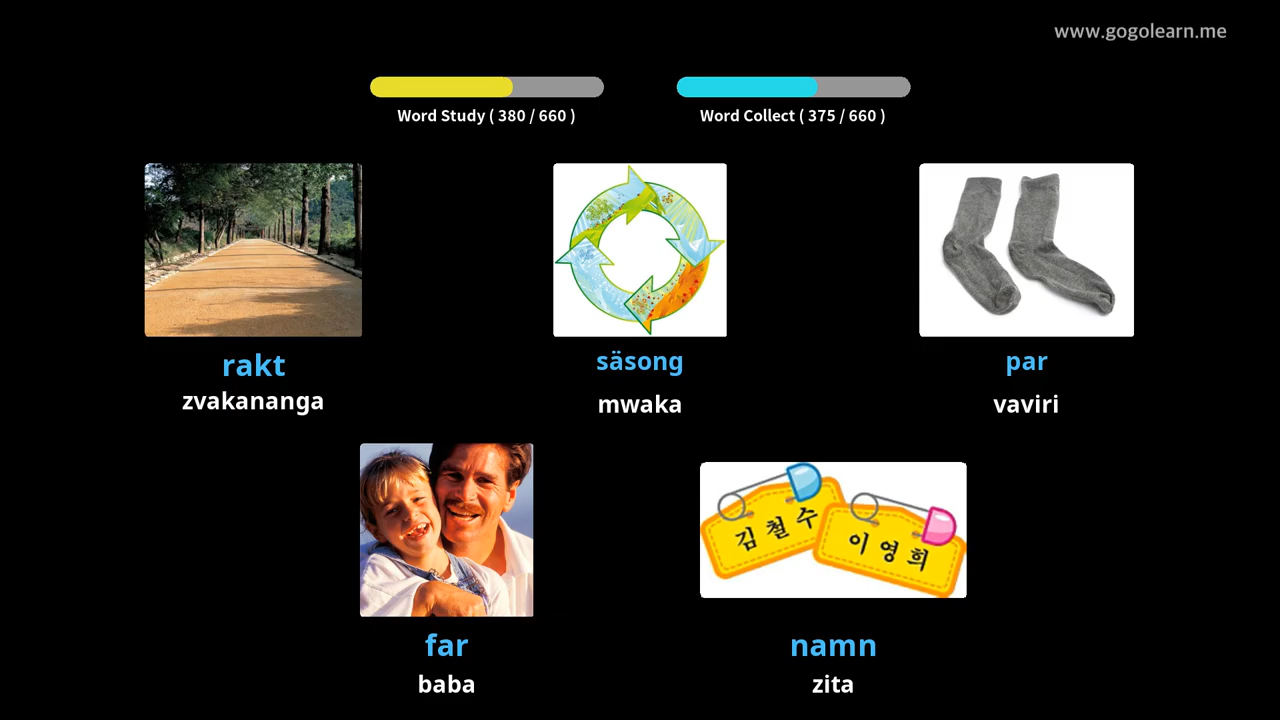 www.gogolearn.me
Word Study ( 380 / 660 )
Word Collect ( 375 / 660 )
rakt
zvakananga
säsong
mwaka
par
vaviri
김철수
이영희
far
baba
namn
zita